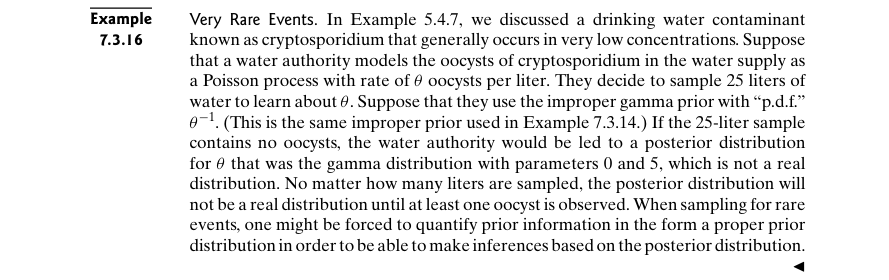 Example
7.3.16
Very Rare Events. In Example 5.4.7, we discussed a drinking water contaminant
known as cryptosporidium that generally occurs in very low concentrations. Suppose
that a water authority models the oocysts of cryptosporidium in the water supply as
a Poisson process with rate of θ oocysts per liter. They decide to sample 25 liters of
water to learn about θ. Suppose that they use the improper gamma prior with “p.d.f.”
θ⁻¹. (This is the same improper prior used in Example 7.3.14.) If the 25-liter sample
contains no oocysts, the water authority would be led to a posterior distribution
for θ that was the gamma distribution with parameters 0 and 5, which is not a real
distribution. No matter how many liters are sampled, the posterior distribution will
not be a real distribution until at least one oocyst is observed. When sampling for rare
events, one might be forced to quantify prior information in the form a proper prior
distribution in order to be able to make inferences based on the posterior distribution.